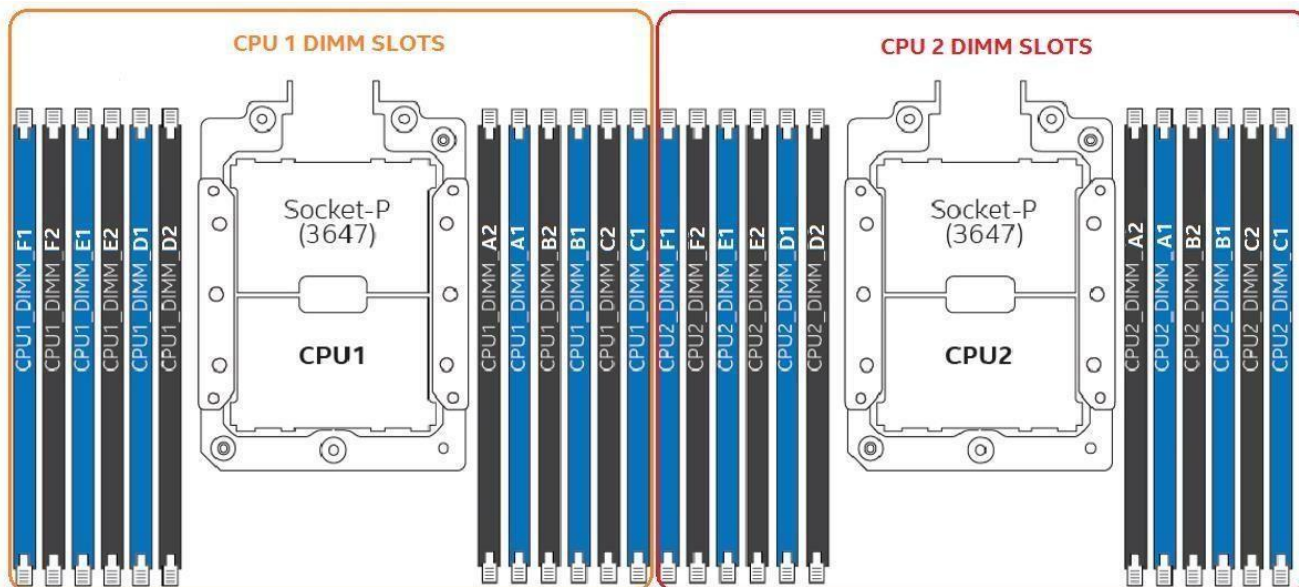 CPU 1 DIMM SLOTS
CPU 2 DIMM SLOTS
CPU1_DIMM_F1
CPU1_DIMM_F2
CPU1_DIMM_E1
CPU1_DIMM_E2
CPU1_DIMM_D1
CPU1_DIMM_D2
Socket-P
(3647)
CPU1
CPU1_DIMM_A2
CPU1_DIMM_A1
CPU1_DIMM_B2
CPU1_DIMM_B1
CPU1_DIMM_C2
CPU1_DIMM_C1
CPU2_DIMM_F1
CPU2_DIMM_F2
CPU2_DIMM_E1
CPU2_DIMM_E2
CPU2_DIMM_D1
CPU2_DIMM_D2
Socket-P
(3647)
CPU2
CPU2_DIMM_A2
CPU2_DIMM_A1
CPU2_DIMM_B2
CPU2_DIMM_B1
CPU2_DIMM_C2
CPU2_DIMM_C1